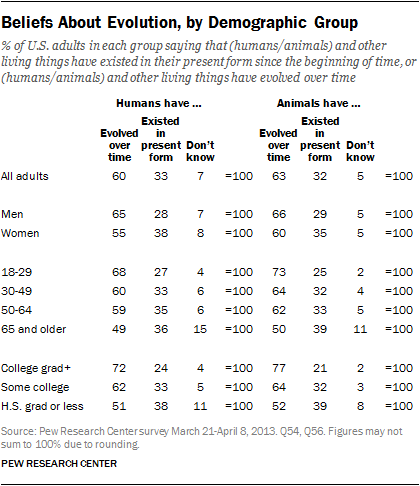 Beliefs About Evolution, by Demographic Group
% of U.S. adults in each group saying that (humans/animals) and other
living things have existed in their present form since the beginning of time, or
(humans/animals) and other living things have evolved over time
Humans have ... Animals have ...
Evolved over time Existed in present form Don't know Evolved over time Existed in present form Don't know
All adults 60 33 7 =100 63 32 5 =100
Men 65 28 7 =100 66 29 5 =100
Women 55 38 8 =100 60 35 5 =100
18-29 68 27 4 =100 73 25 2 =100
30-49 60 33 6 =100 64 32 4 =100
50-64 59 35 6 =100 62 33 5 =100
65 and older 49 36 15 =100 50 39 11 =100
College grad+ 72 24 4 =100 77 21 2 =100
Some college 62 33 5 =100 64 32 3 =100
H.S. grad or less 51 38 11 =100 52 39 8 =100
Source: Pew Research Center survey March 21-April 8, 2013. Q54, Q56. Figures may not
sum to 100% due to rounding.
PEW RESEARCH CENTER